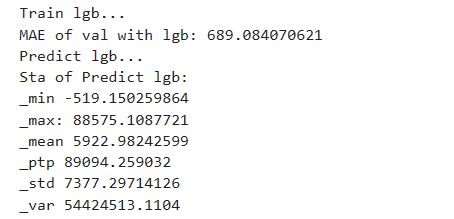 Train lgb...
MAE of val with lgb: 689.084070621
Predict lgb...
Sta of Predict lgb:
_min -519.150259864
_max: 88575.1087721
_mean 5922.98242599
_ptp 89094.259032
_std 7377.29714126
_var 54424513.1104